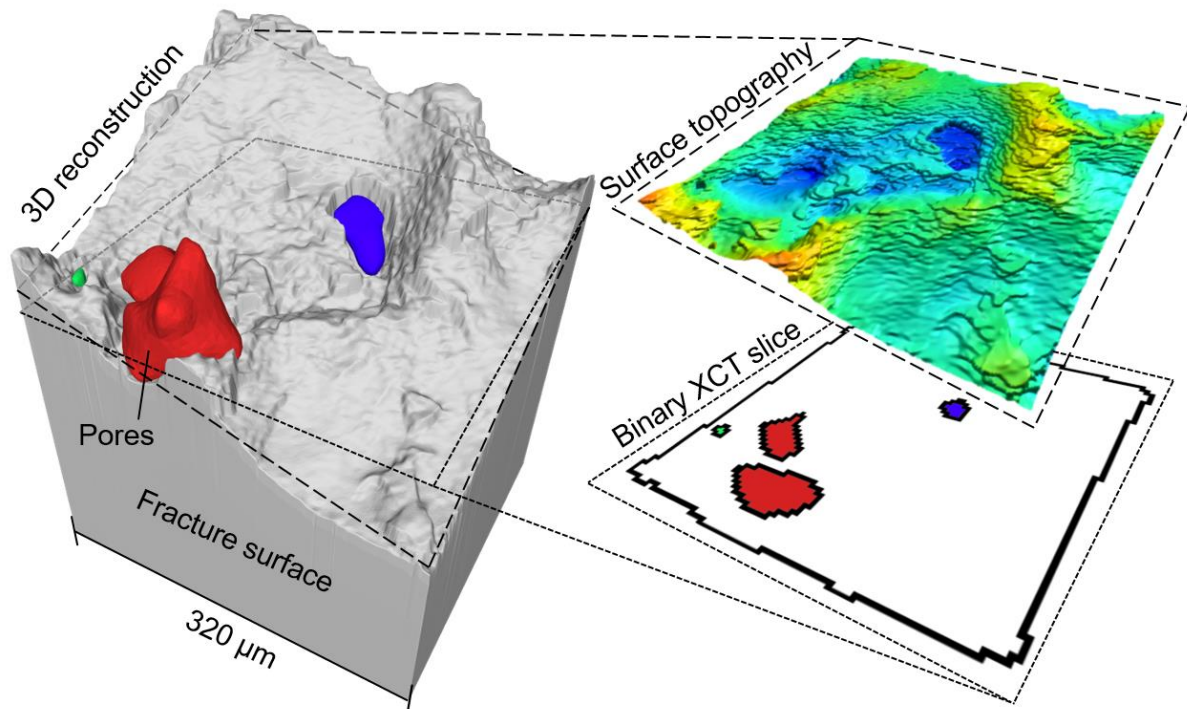 3D reconstruction
Pores
Fracture surface
320 µm
Surface topography
Binary XCT slice